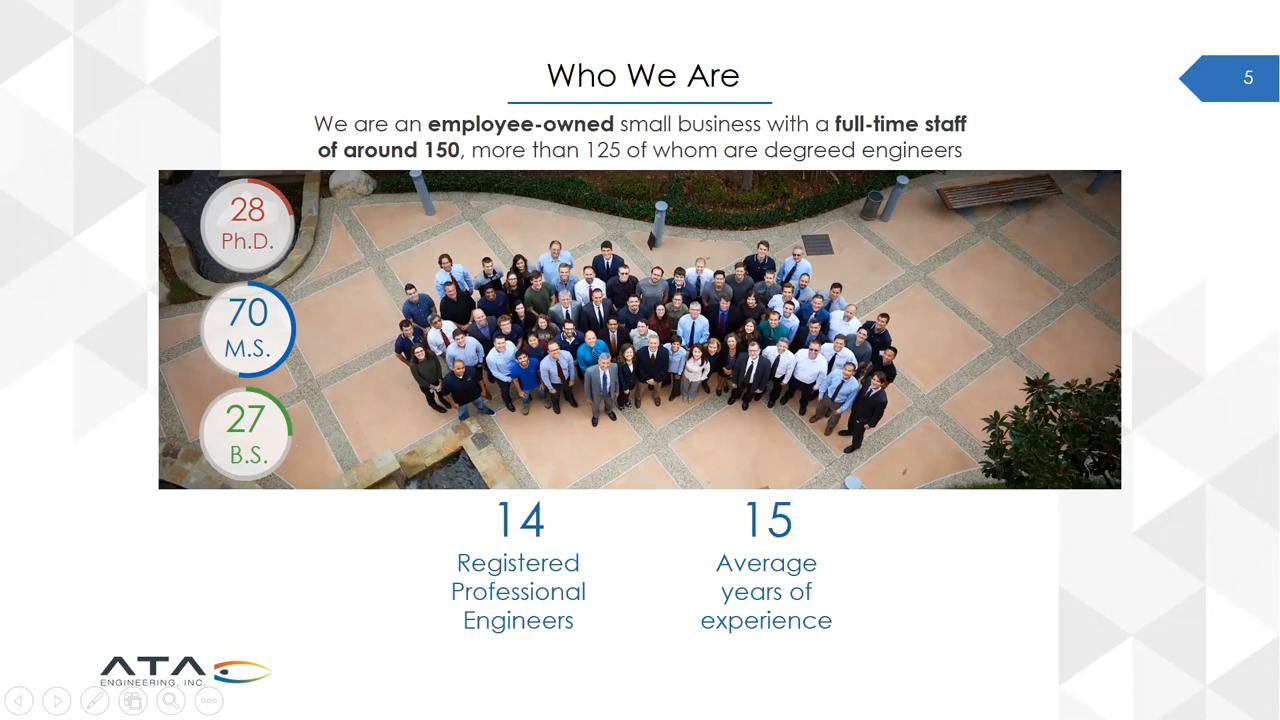 Who We Are
5
We are an employee-owned small business with a full-time staff
of around 150, more than 125 of whom are degreed engineers
28
Ph.D.
70
M.S.
27
B.S.
14
Registered
Professional
Engineers
15
Average
years of
experience
ATA
ENGINEERING, INC.